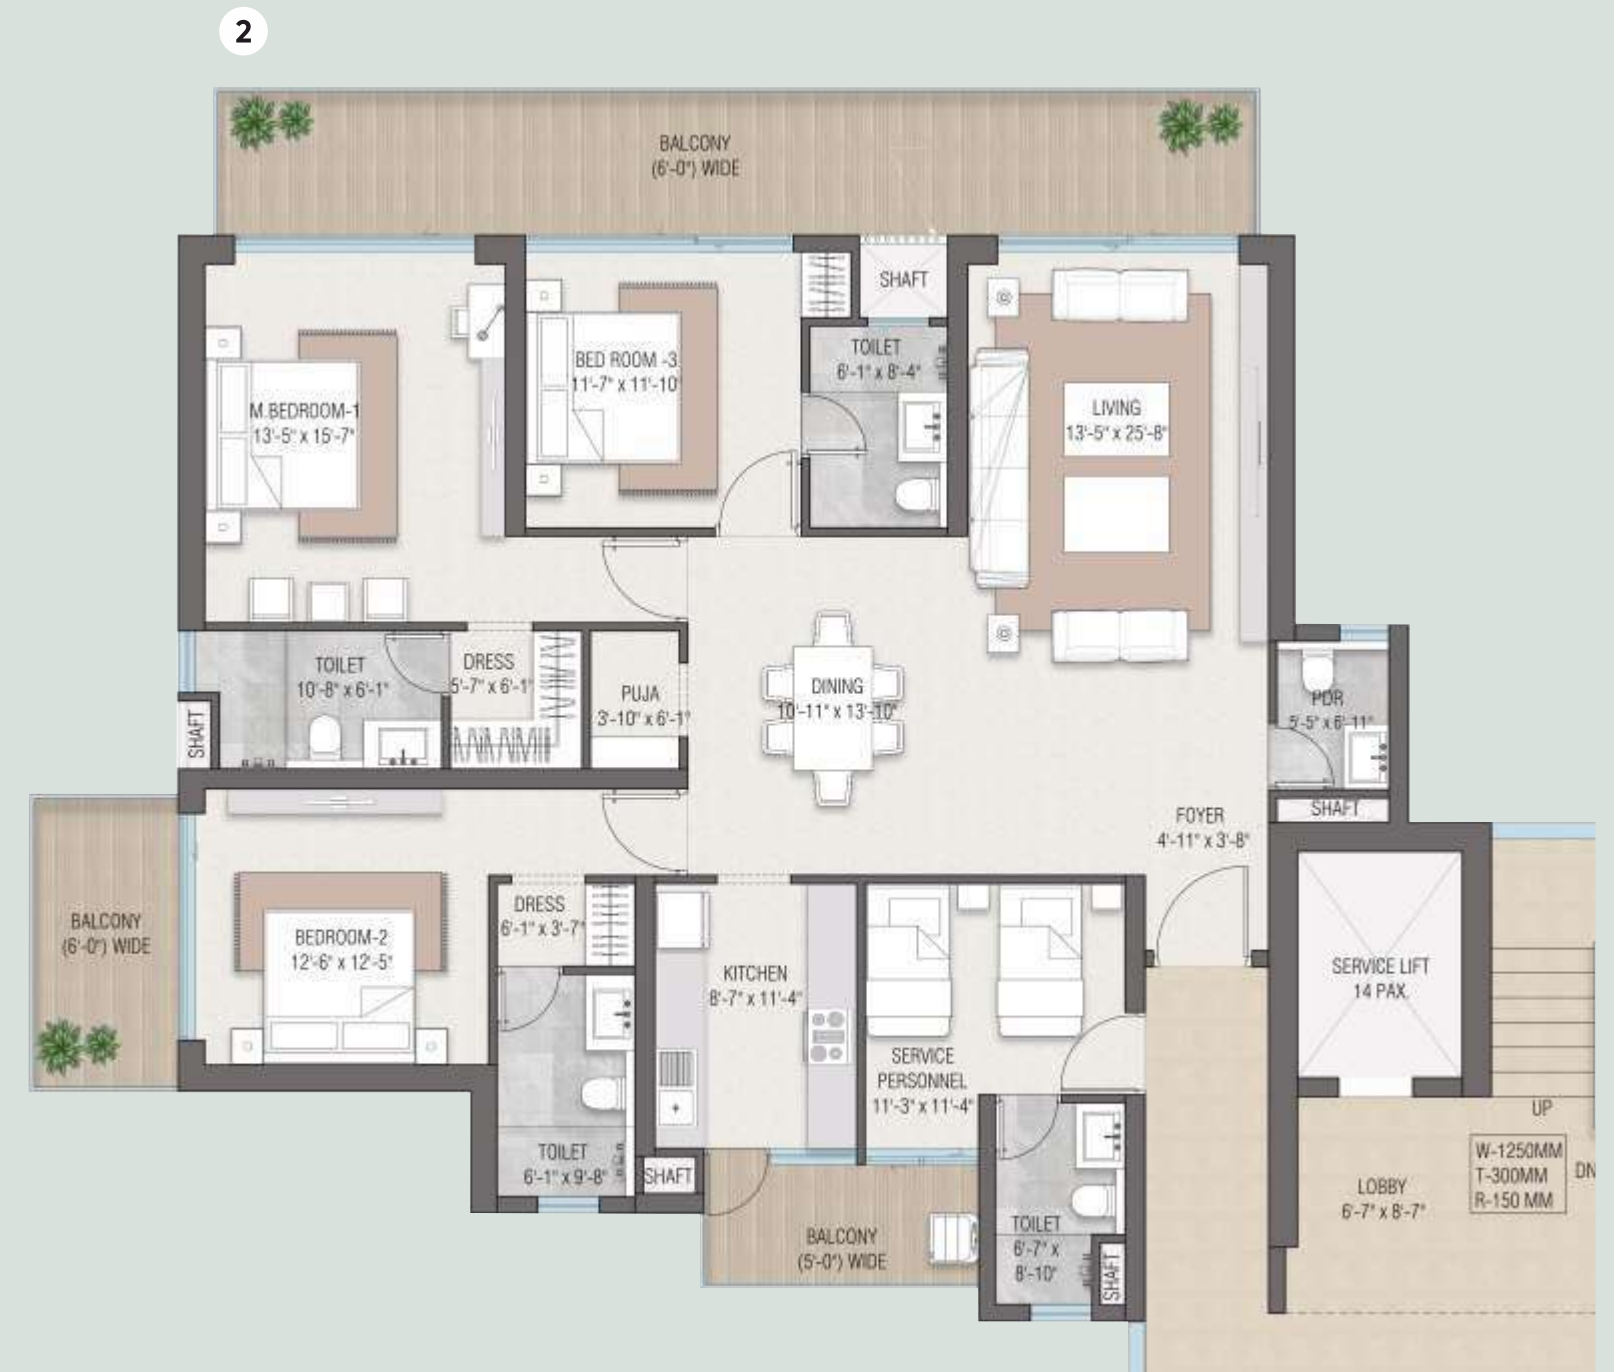 2
BALCONY
(6'-0") WIDE
SHAFT
TOILET
6'-1" x 8'-4"
BED ROOM -3
11'-7" x 11'-10"
M.BEDROOM-1
13'-5" x 15'-7"
LIVING
13'-5" x 25'-8"
TOILET
10'-8" x 6'-1"
DRESS
5'-7" x 6'-1"
PUJA
3'-10" x 6'-1"
DINING
10'-11" x 13'-10"
PDR
5'-5" x 6'-11"
SHAFT
SHAFT
FOYER
4'-11" x 3'-8"
BALCONY
(6'-0") WIDE
BEDROOM-2
12'-6" x 12'-5"
DRESS
6'-1" x 3'-7"
KITCHEN
8'-7" x 11'-4"
SERVICE LIFT
14 PAX.
SERVICE
PERSONNEL
11'-3" x 11'-4"
UP
W-1250MM
T-300MM
R-150 MM
DN
TOILET
6'-1" x 9'-8"
SHAFT
LOBBY
6'-7" x 8'-7"
BALCONY
(5'-0") WIDE
TOILET
6'-7" x
8'-10"
SHAFT